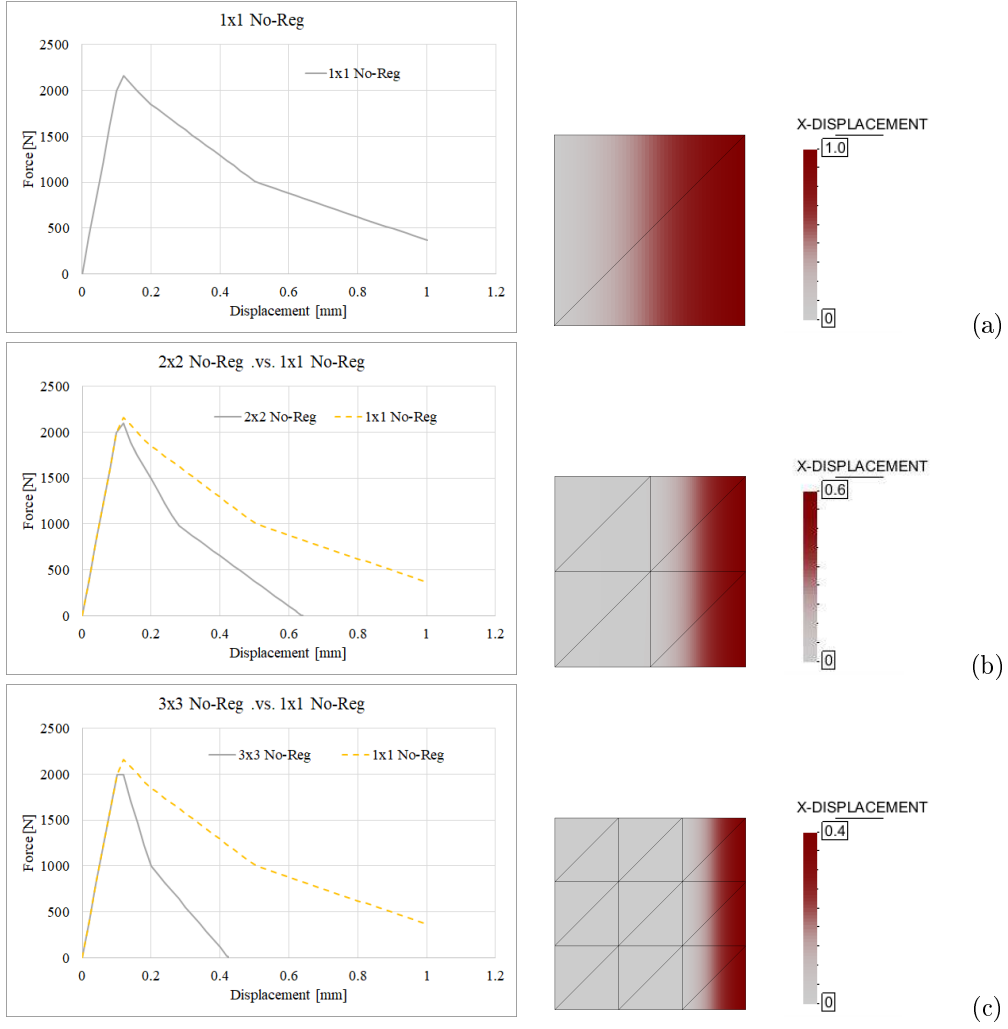 1x1 No-Reg
2500
2000
1500
1000
500
0
Force [N]
1x1 No-Reg
0 0.2 0.4 0.6 0.8 1 1.2
Displacement [mm]
X-DISPLACEMENT
1.0
0
(a)
2x2 No-Reg .vs. 1x1 No-Reg
2500
2000
1500
1000
500
0
Force [N]
2x2 No-Reg 1x1 No-Reg
0 0.2 0.4 0.6 0.8 1 1.2
Displacement [mm]
X-DISPLACEMENT
0.6
0
(b)
3x3 No-Reg .vs. 1x1 No-Reg
2500
2000
1500
1000
500
0
Force [N]
3x3 No-Reg 1x1 No-Reg
0 0.2 0.4 0.6 0.8 1 1.2
Displacement [mm]
X-DISPLACEMENT
0.4
0
(c)